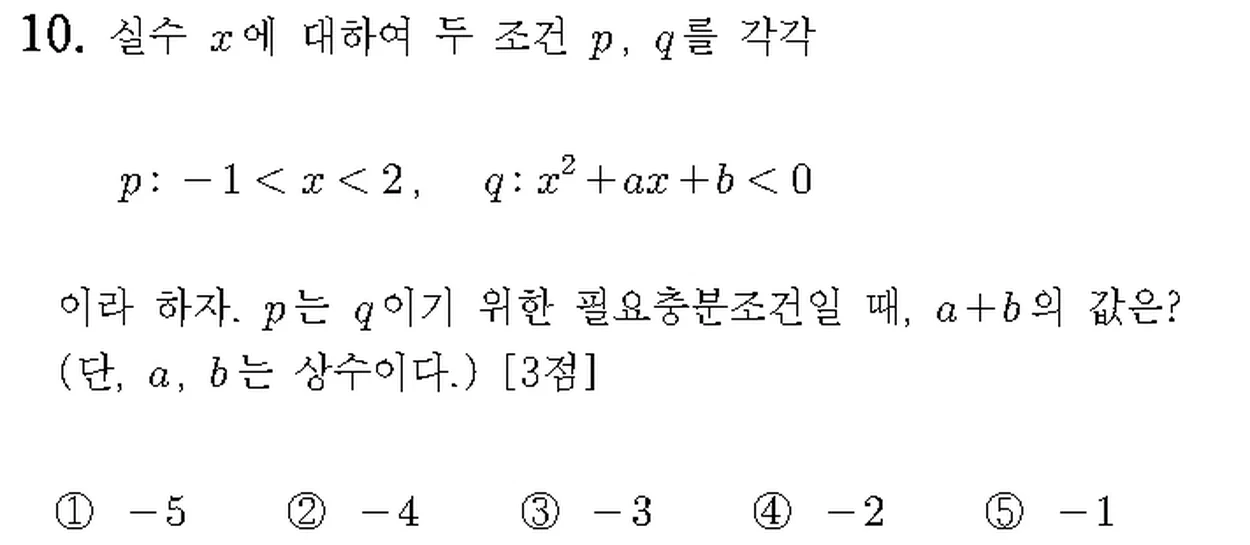 10. 실수 x에 대하여 두 조건 p, q를 각각
p: -1 < x < 2, q: x² + ax + b < 0
이라 하자. p는 q이기 위한 필요충분조건일 때, a+b의 값은?
(단, a, b는 상수이다.) [3점]
① -5 ② -4 ③ -3 ④ -2 ⑤ -1